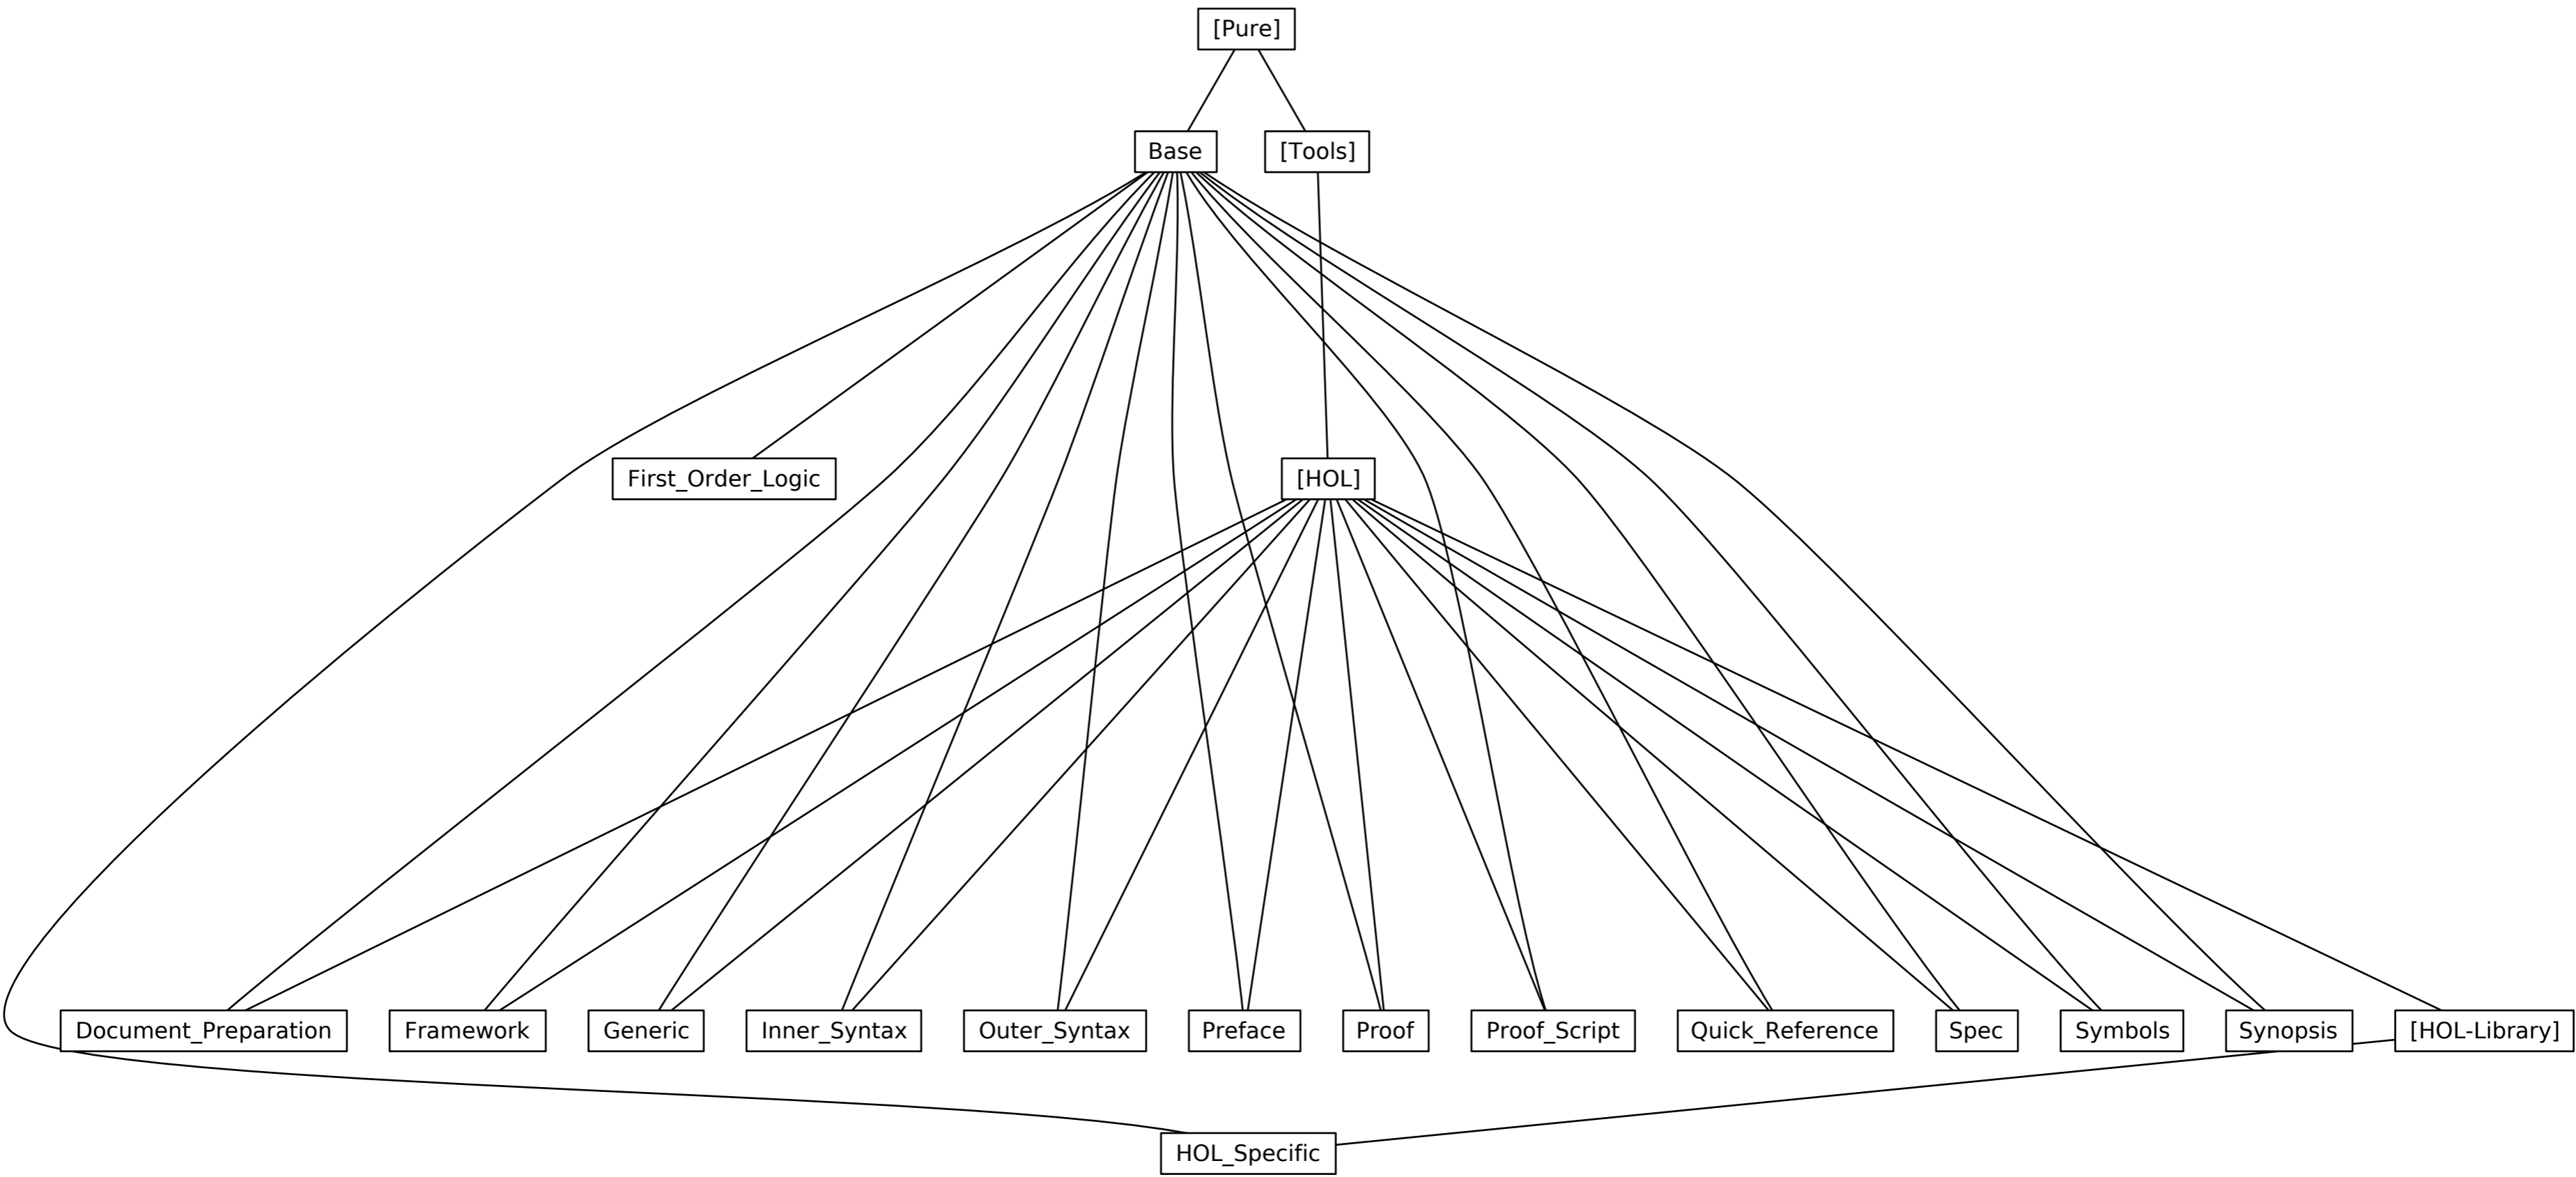 [Pure]
Base
[Tools]
First_Order_Logic
[HOL]
Document_Preparation
Framework
Generic
Inner_Syntax
Outer_Syntax
Preface
Proof
Proof_Script
Quick_Reference
Spec
Symbols
Synopsis
[HOL-Library]
HOL_Specific